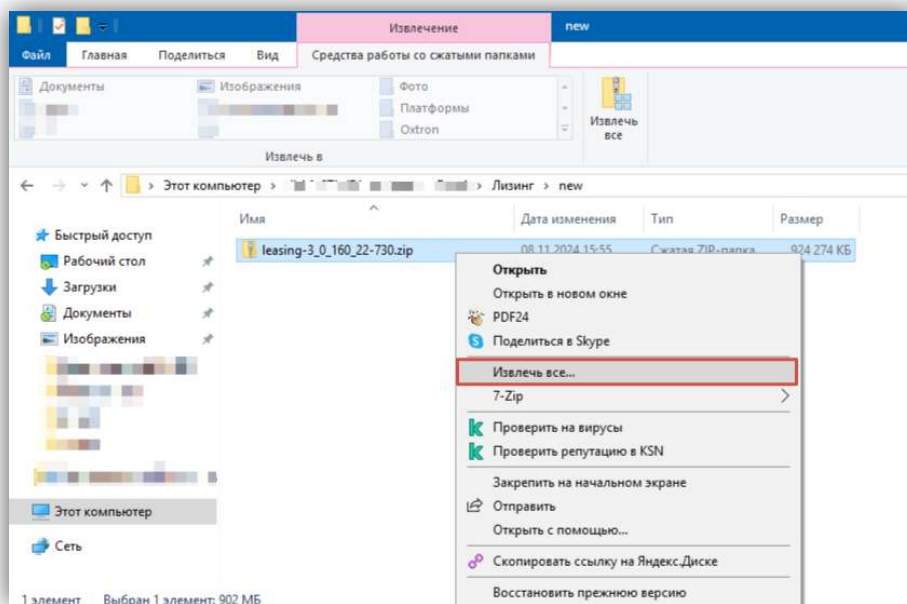 Извлечение
new
Файл
Главная
Поделиться
Вид
Средства работы со сжатыми папками
Документы
Изображения
Фото
Платформы
Oxtron
Извлечь все
Извлечь в
Этот компьютер
Лизинг
new
Имя
Дата изменения
Тип
Размер
leasing-3_0_160_22-730.zip
08.11.2024 15:55
Сжатая ZIP-папка
924 274 КБ
Быстрый доступ
Рабочий стол
Загрузки
Документы
Изображения
Этот компьютер
Сеть
Открыть
Открыть в новом окне
PDF24
Поделиться в Skype
Извлечь все...
7-Zip
Проверить на вирусы
Проверить репутацию в KSN
Закрепить на начальном экране
Отправить
Открыть с помощью...
Скопировать ссылку на Яндекс.Диске
Восстановить прежнюю версию
1 элемент
Выбран 1 элемент: 902 МБ